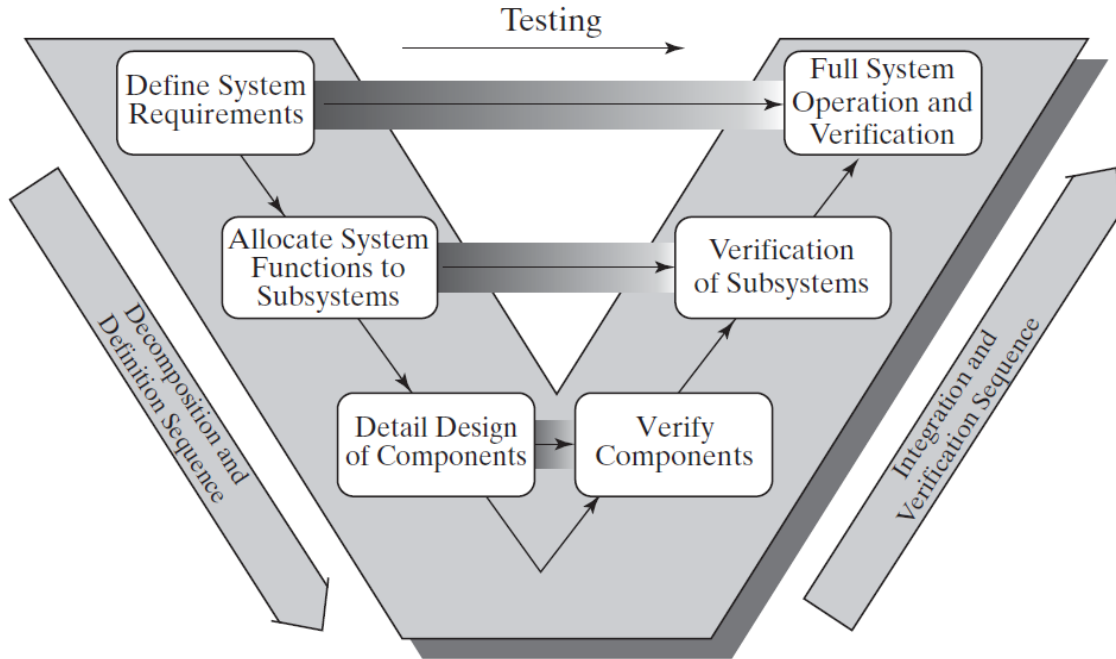 Testing
Define System
Requirements
Full System
Operation and
Verification
Allocate System
Functions to
Subsystems
Verification
of Subsystems
Detail Design
of Components
Verify
Components
Decomposition and
Definition Sequence
Integration and
Verification Sequence